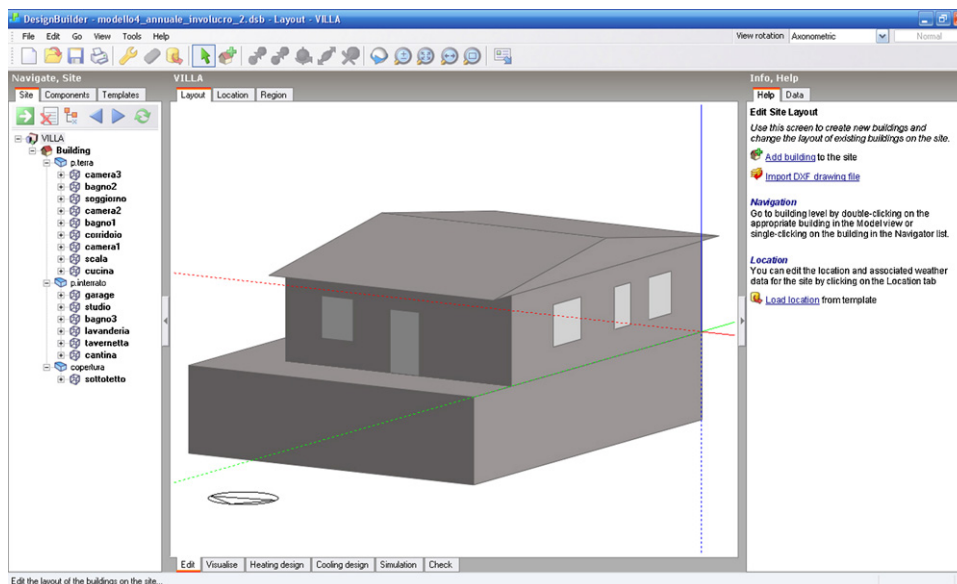 DesignBuilder - modello4_annuale_involucro_2.dsb - Layout - VILLA
File Edit Go View Tools Help
View rotation Axonometric Normal
Navigate, Site
Site Components Templates
VILLA
Building
p.terra
camera3
bagno2
soggiorno
camera2
bagno1
corridoio
camera1
scala
cucina
p.interrato
garage
studio
bagno3
lavanderia
tavernetta
cantina
copertura
sottotetto
VILLA
Layout Location Region
Edit Visualise Heating design Cooling design Simulation Check
Info, Help
Help Data
Edit Site Layout
Use this screen to create new buildings and
change the layout of existing buildings on the site.
Add building to the site
Import DXF drawing file
Navigation
Go to building level by double-clicking on the
appropriate building in the Model view or
single-clicking on the building in the Navigator list.
Location
You can edit the location and associated weather
data for the site by clicking on the Location tab
Load location from template
Edit the layout of the buildings on the site...